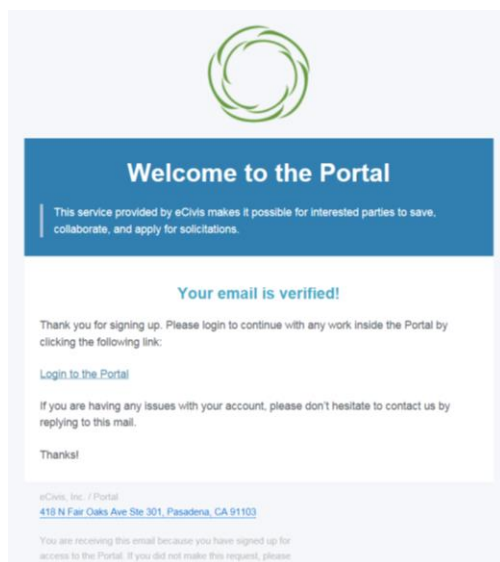 Welcome to the Portal
This service provided by eCivis makes it possible for interested parties to save,
collaborate, and apply for solicitations.
Your email is verified!
Thank you for signing up. Please login to continue with any work inside the Portal by
clicking the following link:
Login to the Portal
If you are having any issues with your account, please don't hesitate to contact us by
replying to this mail.
Thanks!
eCivis, Inc. / Portal
418 N Fair Oaks Ave Ste 301, Pasadena, CA 91103
You are receiving this email because you have signed up for
access to the Portal. If you did not make this request, please